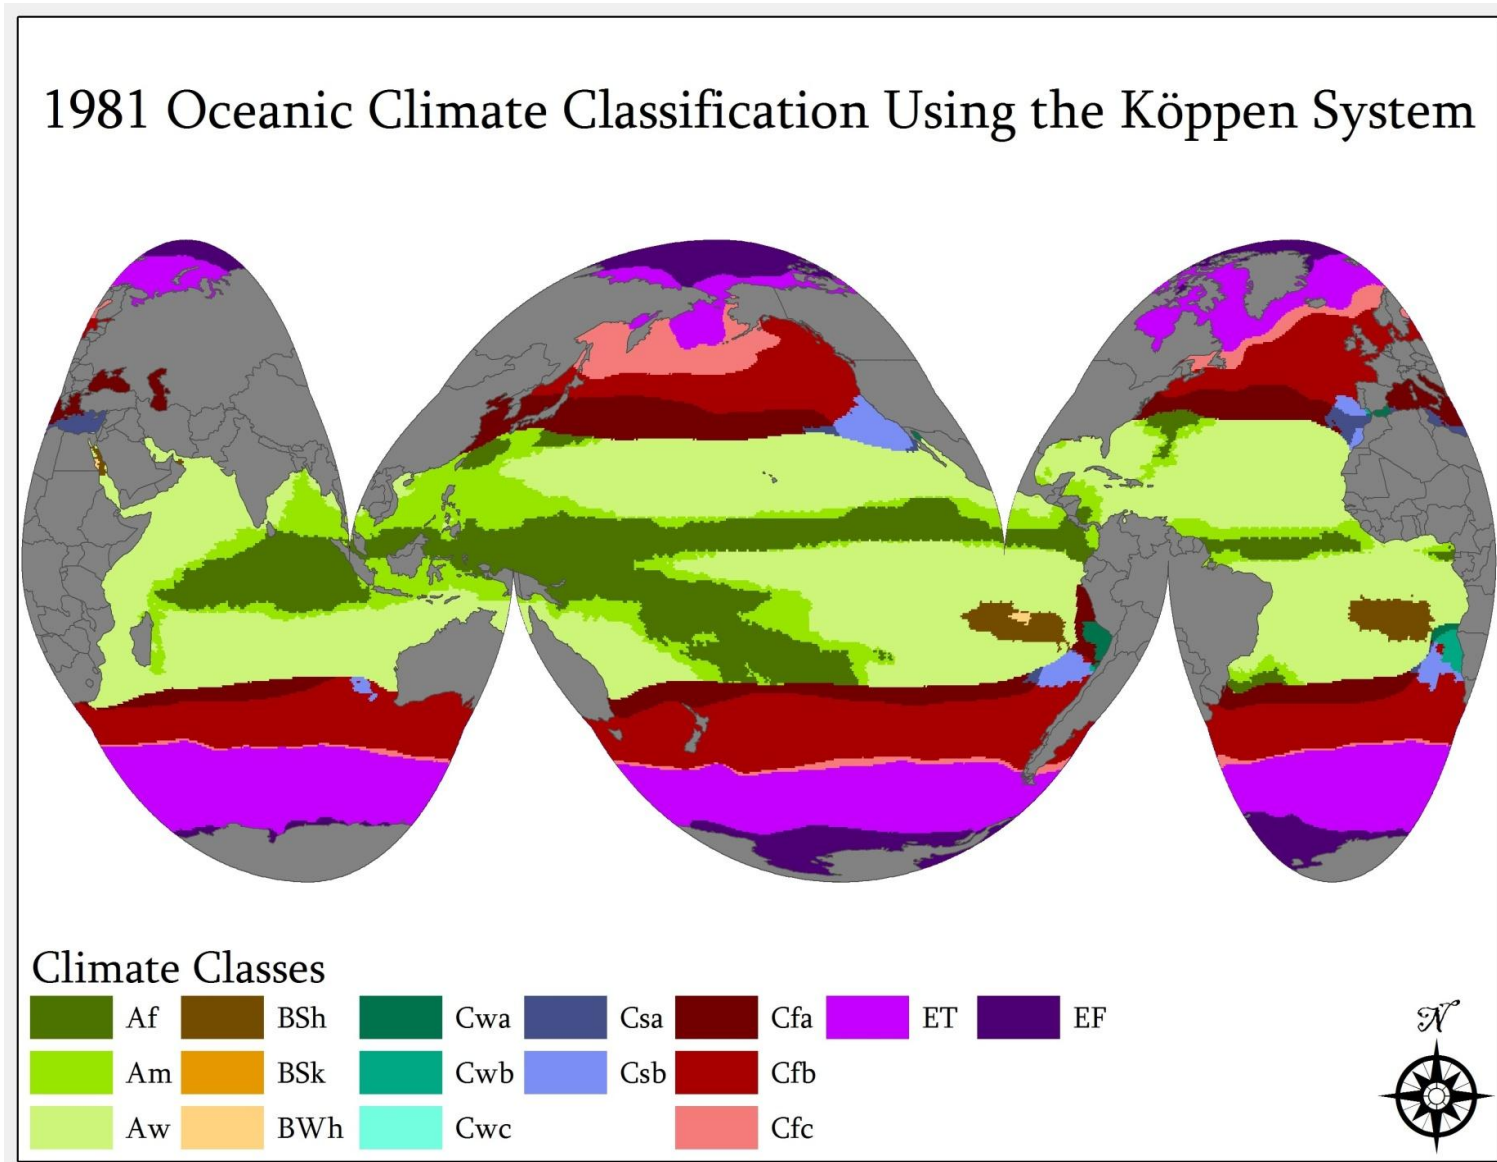 1981 Oceanic Climate Classification Using the Köppen System
Climate Classes
Af BSh Cwa Csa Cfa ET EF
Am BSk Cwb Csb Cfb
Aw BWh Cwc Cfc
N